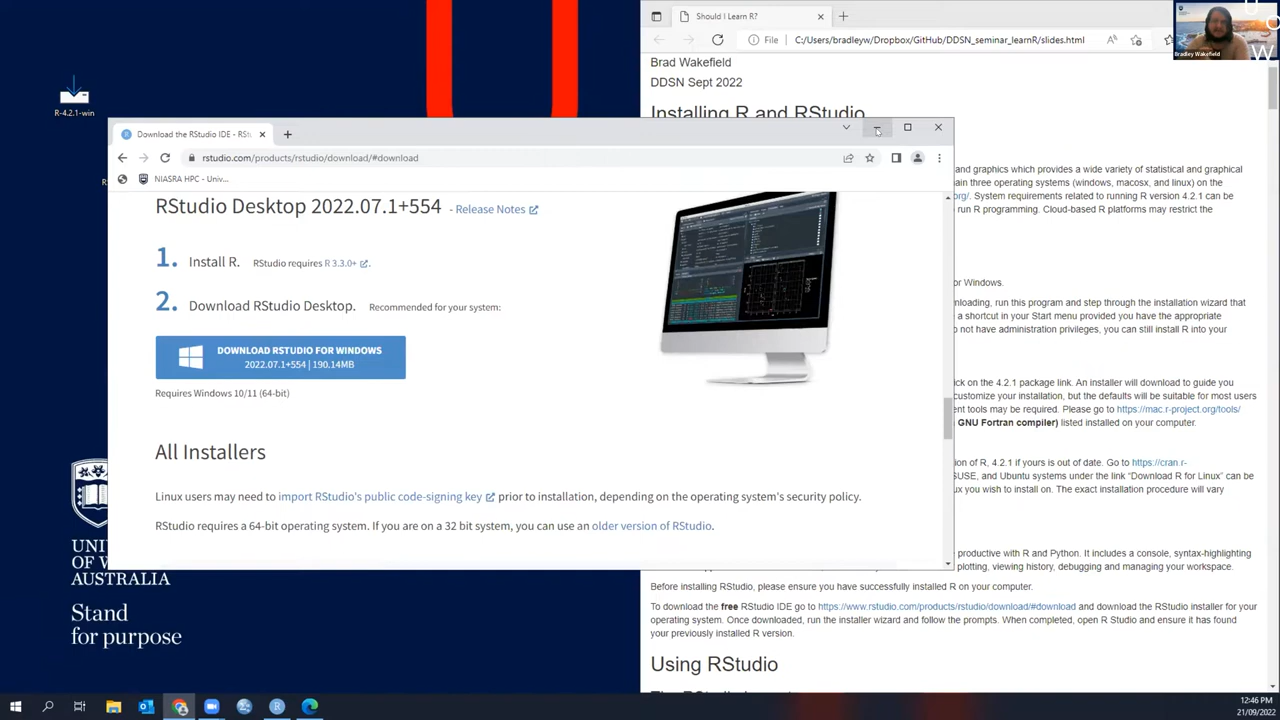 Should I Learn R?
File
C:/Users/bradleyw/Dropbox/GitHub/DDSN_seminar_learnR/slides.html
Bradley Wakefield
Brad Wakefield
DDSN Sept 2022
Installing R and RStudio
R-4.2.1-win
Download the RStudio IDE - RSt
rstudio.com/products/rstudio/download/#download
NIASRA HPC - Univ...
RStudio Desktop 2022.07.1+554 - Release Notes
1. Install R. RStudio requires R 3.3.0+.
2. Download RStudio Desktop. Recommended for your system:
DOWNLOAD RSTUDIO FOR WINDOWS
2022.07.1+554 | 190.14MB
Requires Windows 10/11 (64-bit)
All Installers
Linux users may need to import RStudio's public code-signing key prior to installation, depending on the operating system's security policy.
RStudio requires a 64-bit operating system. If you are on a 32 bit system, you can use an older version of RStudio.
and graphics which provides a wide variety of statistical and graphical
ain three operating systems (windows, macosx, and linux) on the
org/. System requirements related to running R version 4.2.1 can be
run R programming. Cloud-based R platforms may restrict the
or Windows.
nloading, run this program and step through the installation wizard that
a shortcut in your Start menu provided you have the appropriate
o not have administration privileges, you can still install R into your
ick on the 4.2.1 package link. An installer will download to guide you
customize your installation, but the defaults will be suitable for most users
ent tools may be required. Please go to https://mac.r-project.org/tools/
GNU Fortran compiler) listed installed on your computer.
on of R, 4.2.1 if yours is out of date. Go to https://cran.r-
SUSE, and Ubuntu systems under the link “Download R for Linux” can be
ux you wish to install on. The exact installation procedure will vary
productive with R and Python. It includes a console, syntax-highlighting
plotting, viewing history, debugging and managing your workspace.
Before installing RStudio, please ensure you have successfully installed R on your computer.
To download the free RStudio IDE go to https://www.rstudio.com/products/rstudio/download/#download and download the RStudio installer for your
operating system. Once downloaded, run the installer wizard and follow the prompts. When completed, open R Studio and ensure it has found
your previously installed R version.
Using RStudio
UNI
OF W
AUSTRALIA
Stand
for purpose
12:46 PM
21/09/2022